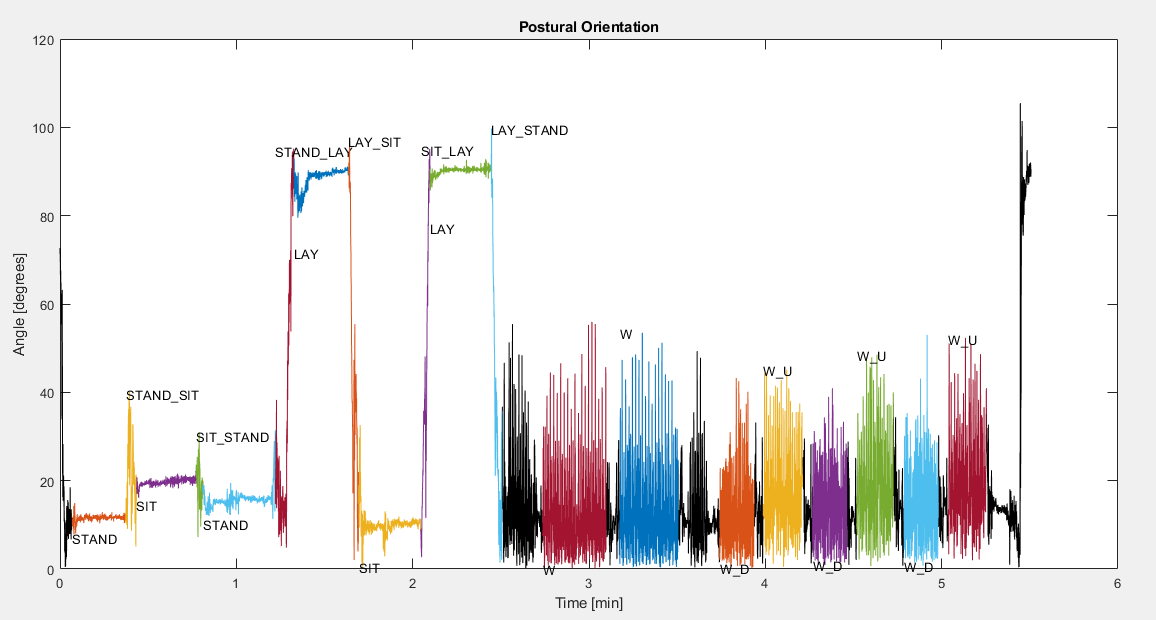 Postural Orientation
120
100
80
60
40
20
0
Angle [degrees]
STAND
STAND_SIT
SIT
SIT_STAND
STAND
STAND_LAY
LAY
LAY_SIT
SIT
SIT_LAY
LAY
LAY_STAND
W
W
W_D
W_U
W_D
W_U
W_D
W_U
0
1
2
3
4
5
6
Time [min]